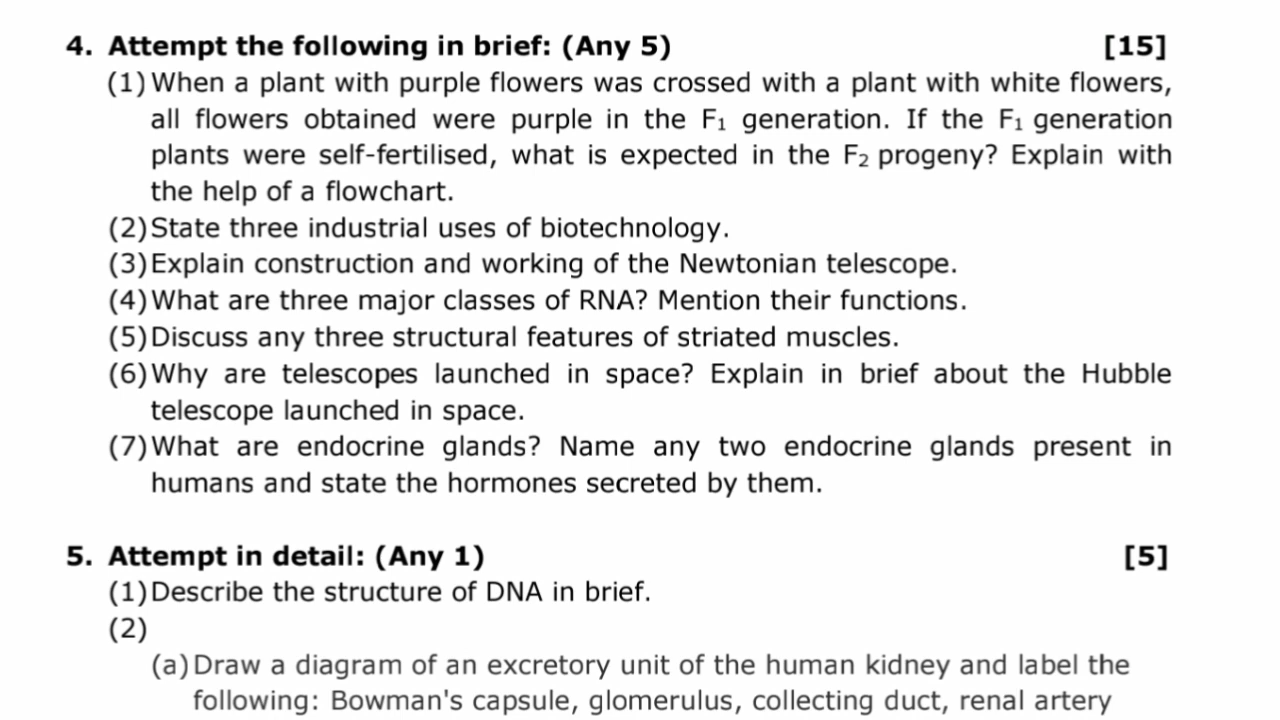 4. Attempt the following in brief: (Any 5) [15]
(1) When a plant with purple flowers was crossed with a plant with white flowers,
all flowers obtained were purple in the F₁ generation. If the F₁ generation
plants were self-fertilised, what is expected in the F₂ progeny? Explain with
the help of a flowchart.
(2) State three industrial uses of biotechnology.
(3) Explain construction and working of the Newtonian telescope.
(4) What are three major classes of RNA? Mention their functions.
(5) Discuss any three structural features of striated muscles.
(6) Why are telescopes launched in space? Explain in brief about the Hubble
telescope launched in space.
(7) What are endocrine glands? Name any two endocrine glands present in
humans and state the hormones secreted by them.
5. Attempt in detail: (Any 1) [5]
(1) Describe the structure of DNA in brief.
(2)
(a) Draw a diagram of an excretory unit of the human kidney and label the
following: Bowman's capsule, glomerulus, collecting duct, renal artery